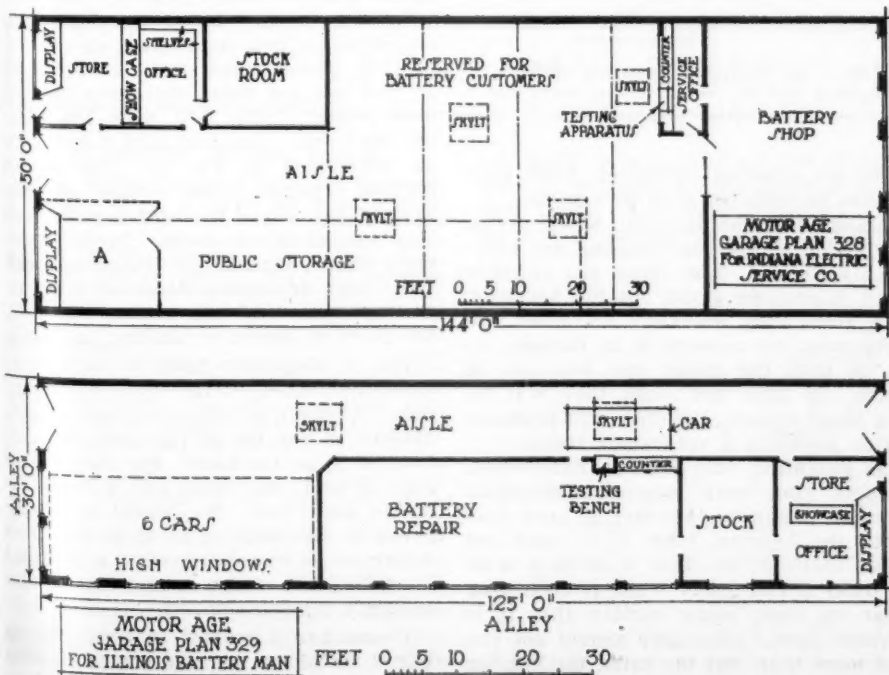 DISPLAY
STORE
SHOW CASE
SHELVES
OFFICE
STOCK
ROOM
RESERVED FOR
BATTERY CUSTOMERS
SKYLT
SKYLT
COUNTER
SERVICE
OFFICE
TESTING
APPARATUS
BATTERY
SHOP
50' 0"
AISLE
SKYLT
SKYLT
DISPLAY
A
PUBLIC STORAGE
FEET 0 5 10 20 30
MOTOR AGE
GARAGE PLAN 328
FOR INDIANA ELECTRIC
SERVICE CO.
144' 0"
SKYLT
AISLE
SKYLT
CAR
ALLEY
30' 0"
6 CARS
HIGH WINDOWS.
BATTERY
REPAIR
TESTING
BENCH
COUNTER
STOCK
STORE
SHOWCASE
OFFICE
DISPLAY
125' 0"
ALLEY
MOTOR AGE
GARAGE PLAN 329
FOR ILLINOIS BATTERY MAN
FEET 0 5 10 20 30